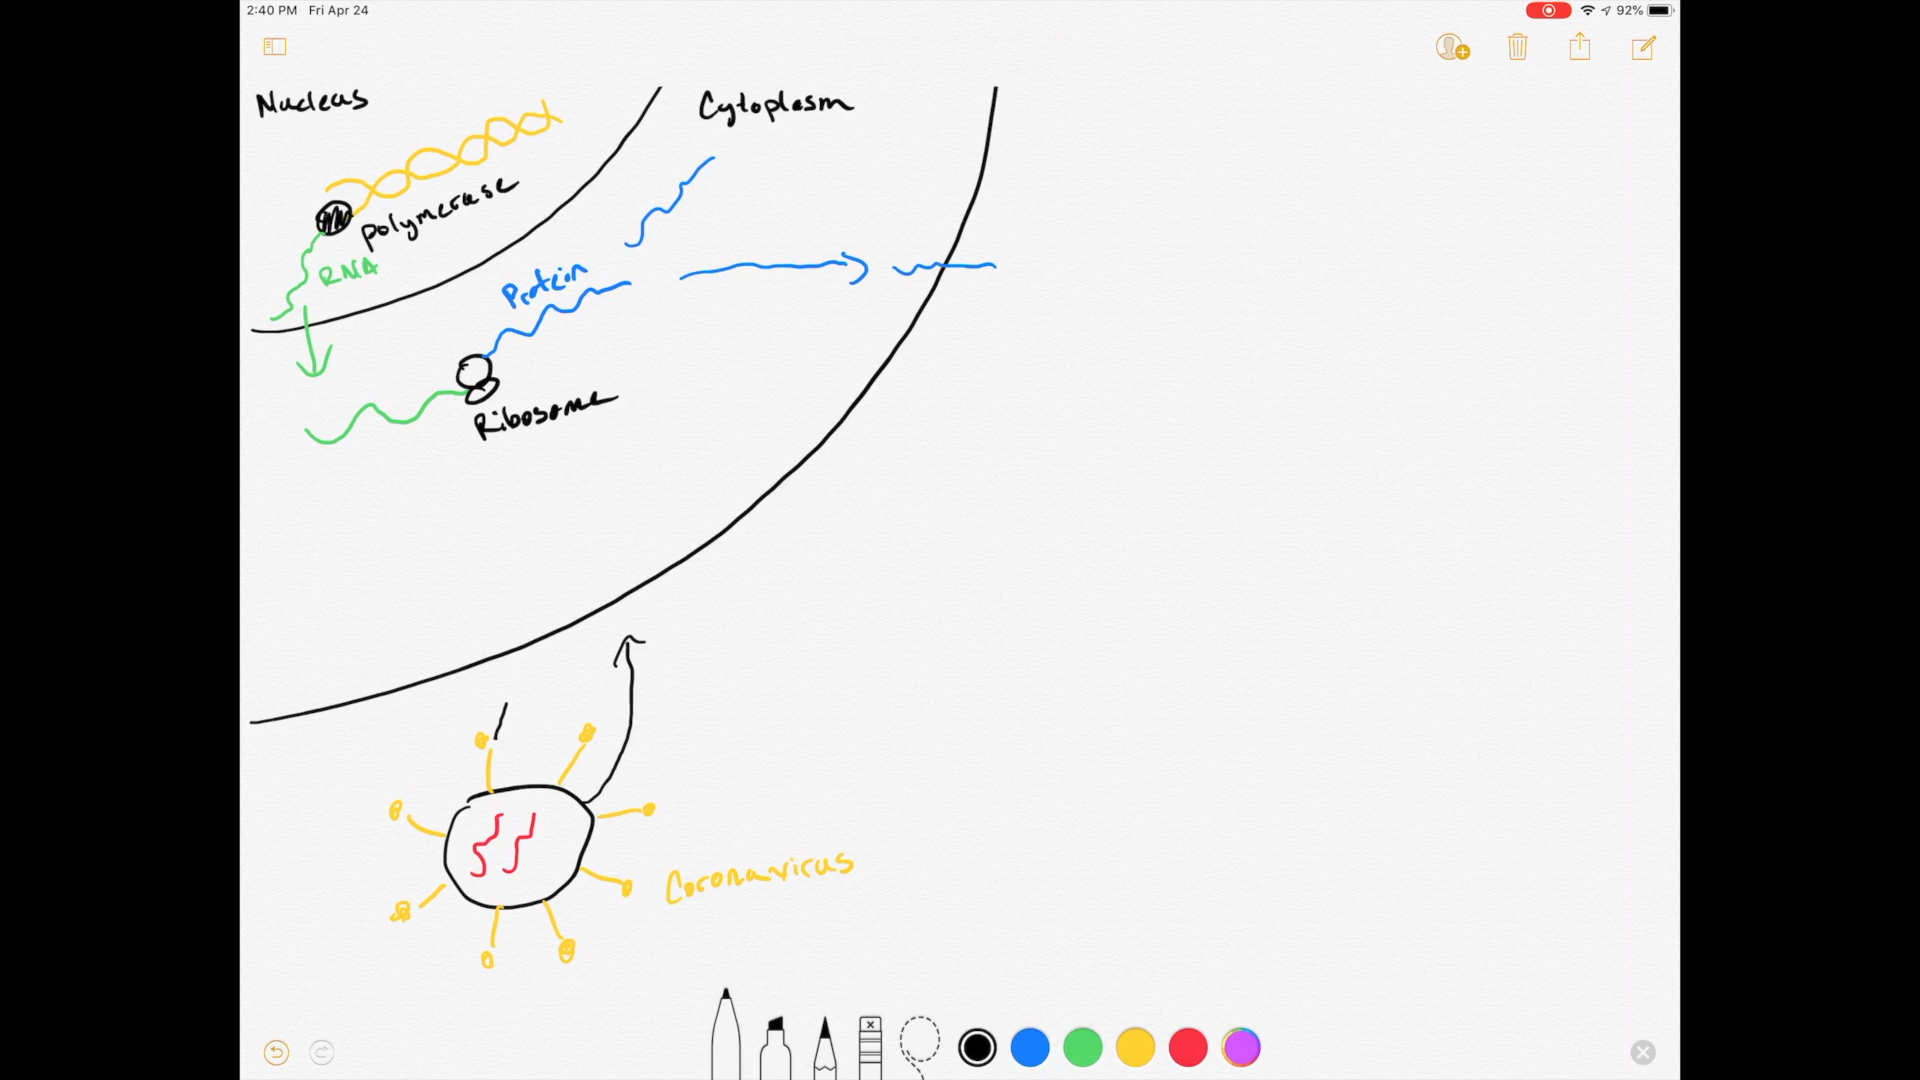 2:40 PM Fri Apr 24
92%
Nucleus
Cytoplasm
polymerase
RNA
Protein
Ribosome
Coronavirus